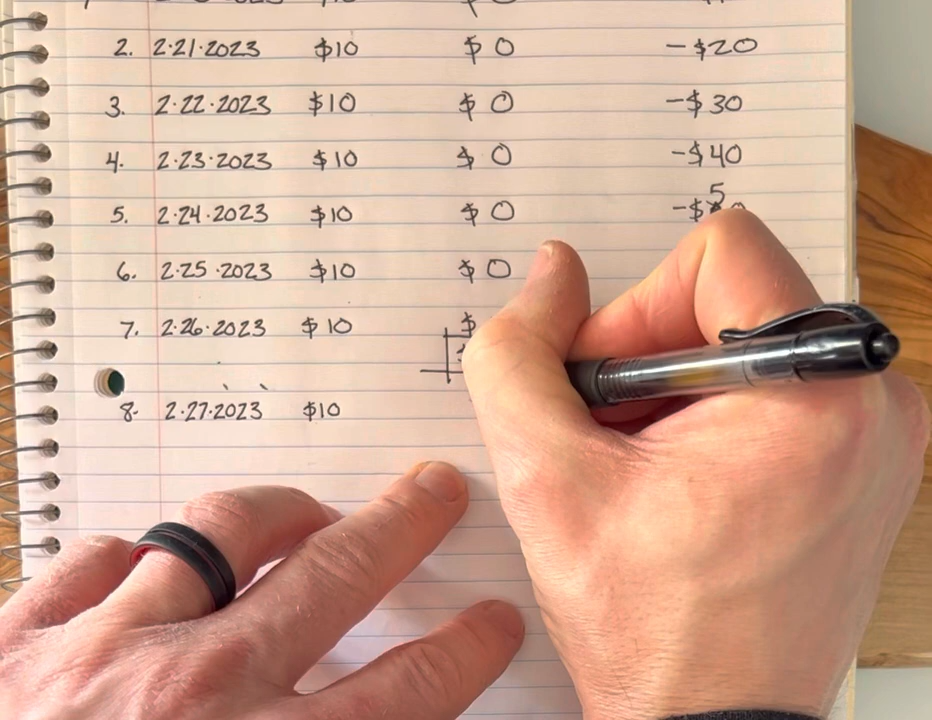 2. 2·21·2023 $10 $0 -$20
3. 2·22·2023 $10 $0 -$30
4. 2·23·2023 $10 $0 -$40
5. 2·24·2023 $10 $0 -$50
6. 2·25·2023 $10 $0
7. 2·26·2023 $10 $
8. 2·27·2023 $10